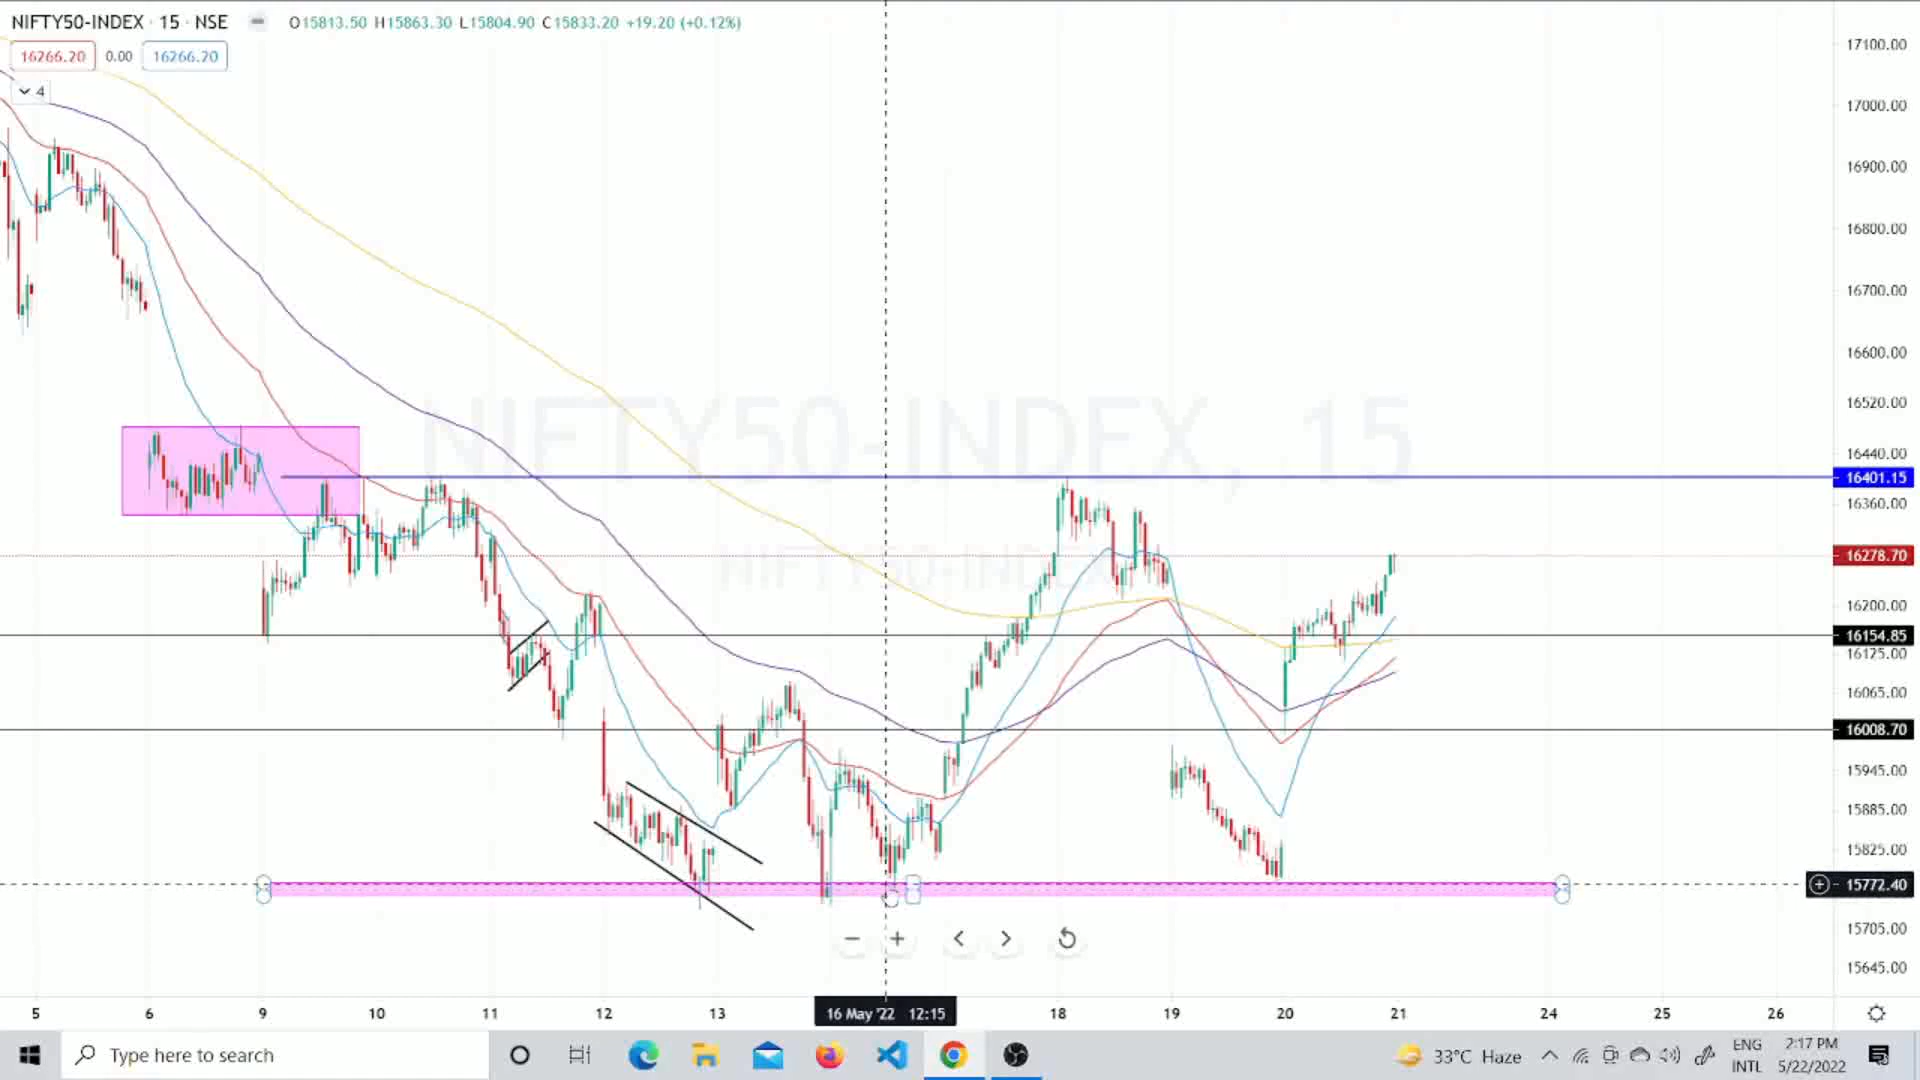 NIFTY50-INDEX · 15 · NSE O15813.50 H15863.30 L15804.90 C15833.20 +19.20 (+0.12%)
16266.20 0.00 16266.20
4
17100.00
17000.00
16900.00
16800.00
16700.00
16600.00
16520.00
NIFTY50-INDEX, 15
16440.00
16401.15
16360.00
16278.70
NIFTY50-INDEX
16200.00
16154.85
16125.00
16065.00
16008.70
15945.00
15885.00
15825.00
15772.40
15705.00
15645.00
5 6 9 10 11 12 13 16 May '22 12:15 18 19 20 21 24 25 26
Type here to search
33°C Haze
ENG
INTL
2:17 PM
5/22/2022